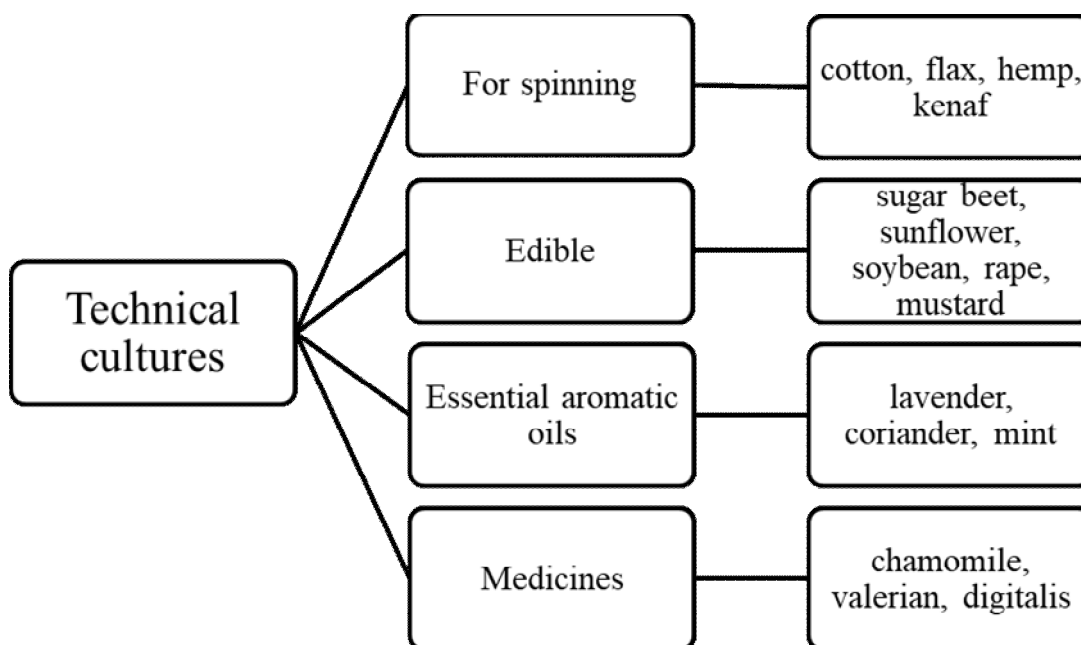 Technical
cultures
For spinning
cotton, flax, hemp,
kenaf
Edible
sugar beet,
sunflower,
soybean, rape,
mustard
Essential aromatic
oils
lavender,
coriander, mint
Medicines
chamomile,
valerian, digitalis